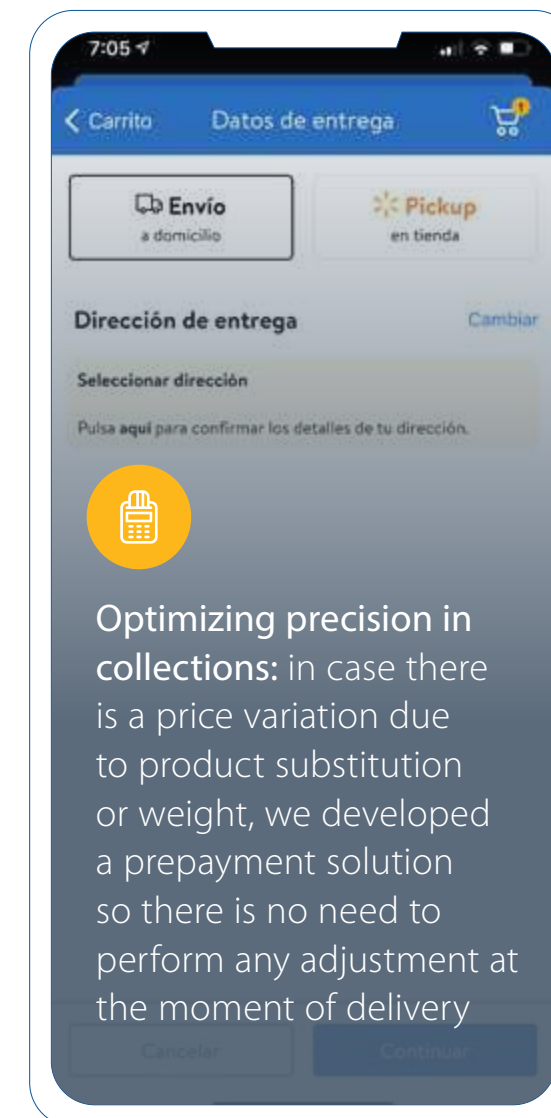 7:05
Carrito Datos de entrega 1
Envío Pickup
a domicilio en tienda
Dirección de entrega Cambiar
Seleccionar dirección
Pulsa aquí para confirmar los detalles de tu dirección.
Optimizing precision in
collections: in case there
is a price variation due
to product substitution
or weight, we developed
a prepayment solution
so there is no need to
perform any adjustment at
the moment of delivery
Cancelar Continuar